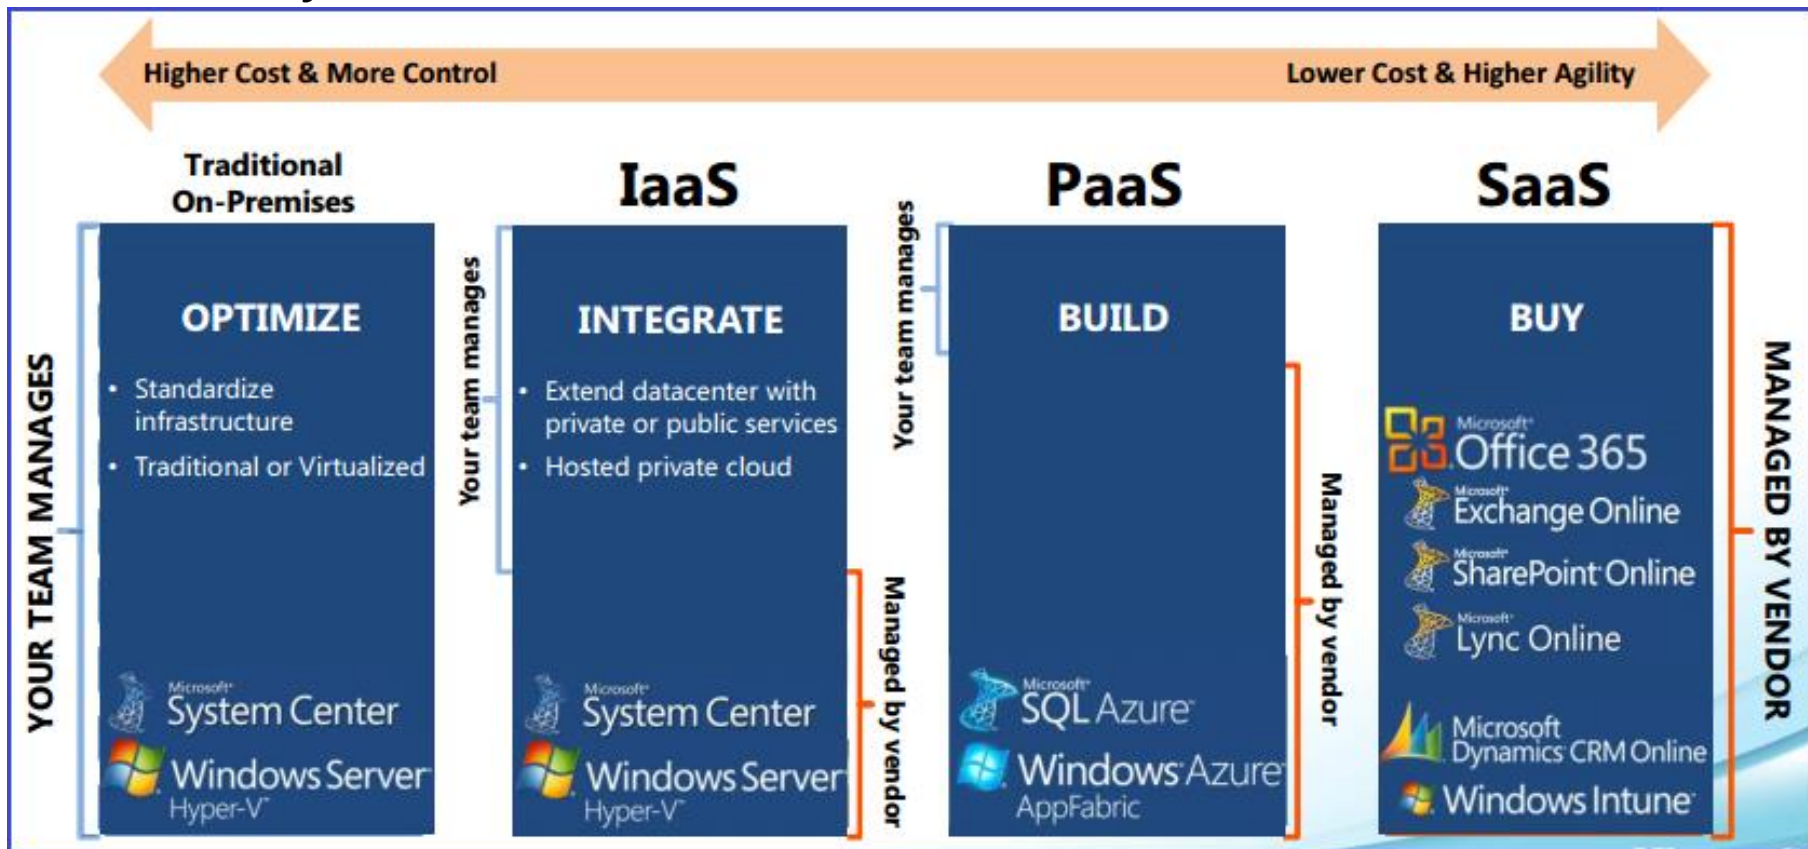 Higher Cost & More Control
Lower Cost & Higher Agility
Traditional
On-Premises
YOUR TEAM MANAGES
OPTIMIZE
• Standardize
infrastructure
• Traditional or Virtualized
Microsoft
System Center
Windows Server
Hyper-V
IaaS
Your team manages
INTEGRATE
• Extend datacenter with
private or public services
• Hosted private cloud
Microsoft
System Center
Windows Server
Hyper-V
Managed by vendor
PaaS
Your team manages
BUILD
Microsoft
SQL Azure
Windows Azure
AppFabric
Managed by vendor
SaaS
BUY
Microsoft
Office 365
Microsoft
Exchange Online
Microsoft
SharePoint Online
Microsoft
Lync Online
Microsoft
Dynamics CRM Online
Windows Intune
MANAGED BY VENDOR